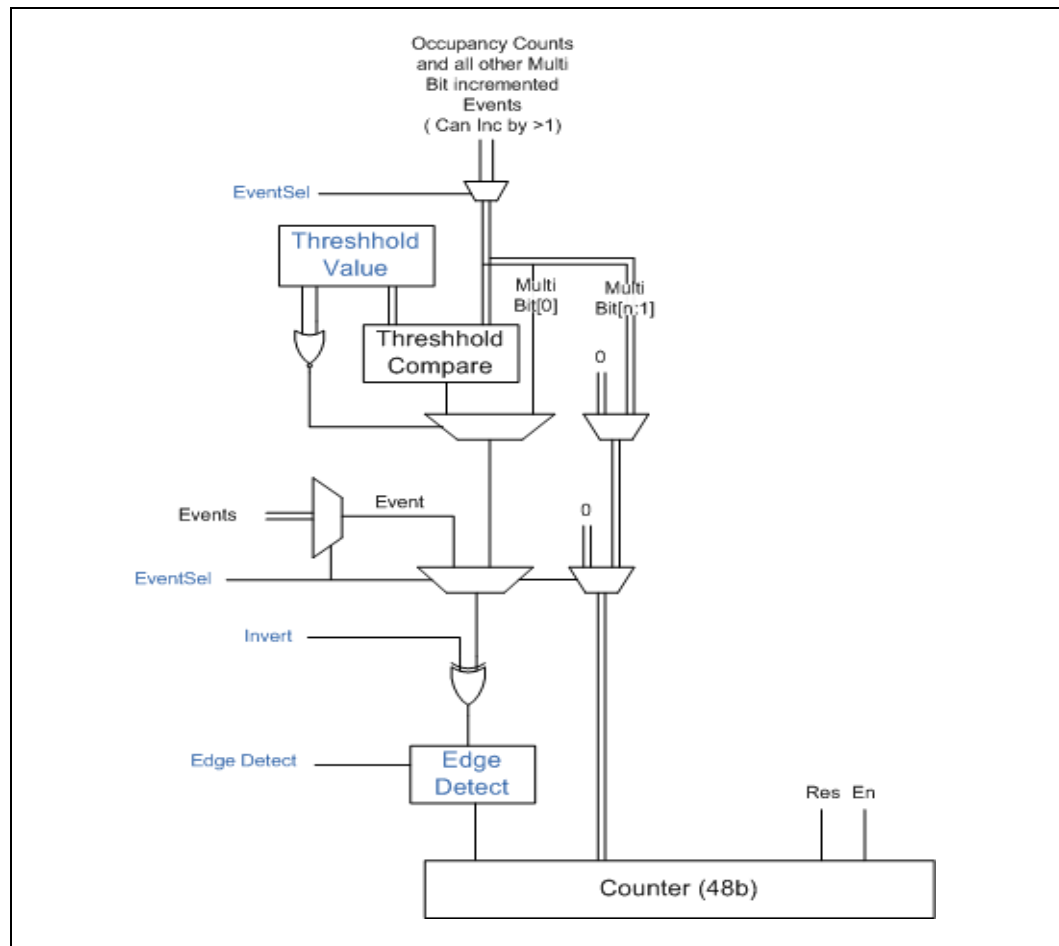 Occupancy Counts
and all other Multi
Bit incremented
Events
( Can Inc by >1)
EventSel
Threshhold
Value
Multi
Bit[0]
Multi
Bit[n:1]
Threshhold
Compare
0
Events
Event
0
EventSel
Invert
Edge Detect
Edge
Detect
Res En
Counter (48b)